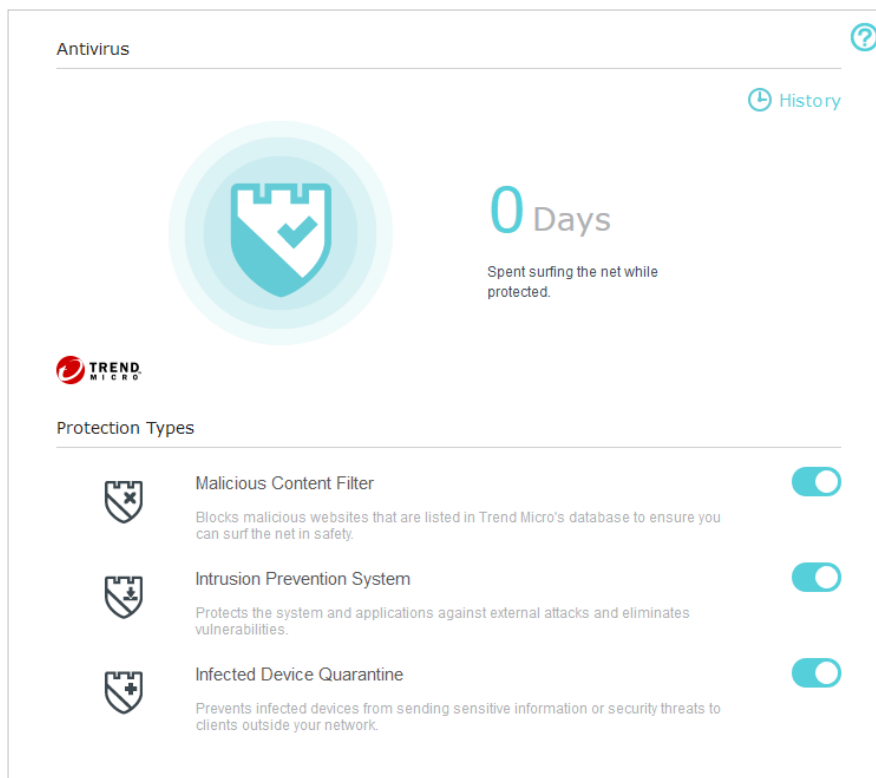 Antivirus
?
History
0 Days
Spent surfing the net while
protected.
TREND
MICRO
Protection Types
Malicious Content Filter
Blocks malicious websites that are listed in Trend Micro's database to ensure you
can surf the net in safety.
Intrusion Prevention System
Protects the system and applications against external attacks and eliminates
vulnerabilities.
Infected Device Quarantine
Prevents infected devices from sending sensitive information or security threats to
clients outside your network.